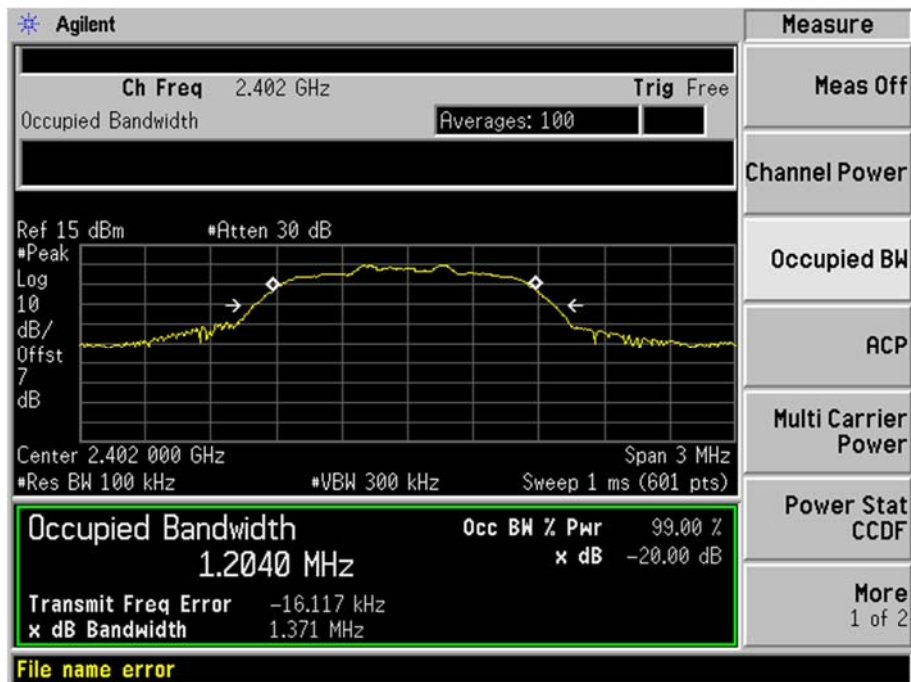 Agilent
Measure
Ch Freq 2.402 GHz Trig Free
Meas Off
Occupied Bandwidth Averages: 100
Channel Power
Ref 15 dBm #Atten 30 dB
#Peak
Log
10
dB/
Offst
7
dB
Occupied BW
ACP
Center 2.402 000 GHz Span 3 MHz
#Res BW 100 kHz #VBW 300 kHz Sweep 1 ms (601 pts)
Multi Carrier
Power
Occupied Bandwidth
1.2040 MHz
Occ BW % Pwr 99.00 %
x dB -20.00 dB
Power Stat
CCDF
Transmit Freq Error -16.117 kHz
x dB Bandwidth 1.371 MHz
More
1 of 2
File name error